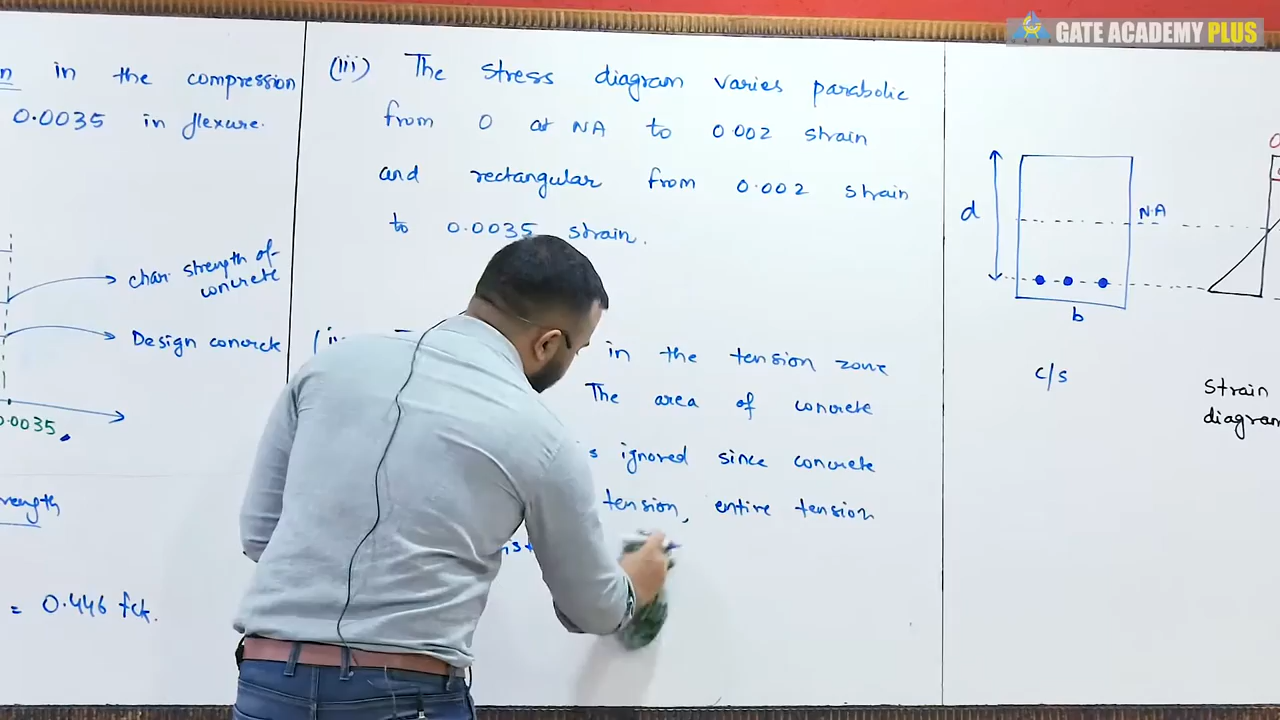 GATE ACADEMY PLUS
in the compression
0.0035 in flexure.
char. strength of
concrete
Design concrete
0.0035
= 0.446 fck.
(iii) The stress diagram varies parabolic
from 0 at NA to 0.002 strain
and rectangular from 0.002 strain
to 0.0035 strain.
in the tension zone
The area of concrete
ignored since concrete
tension, entire tension
d
N.A
b
c/s
Strain
diagram